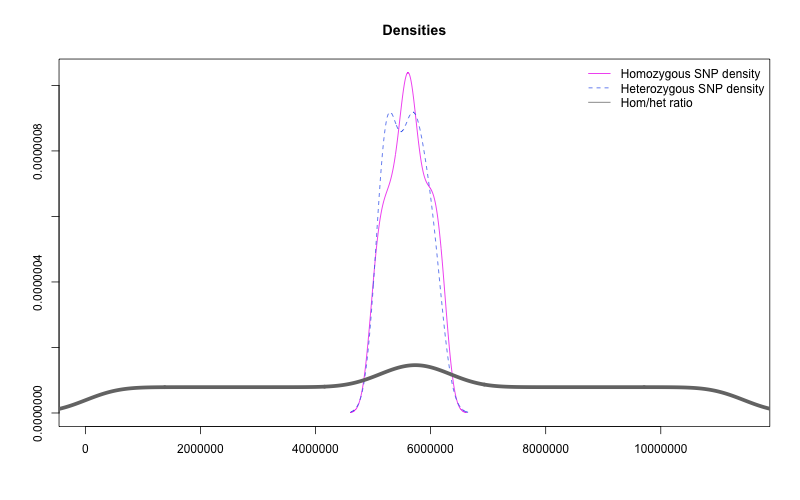 Densities
Homozygous SNP density
Heterozygous SNP density
Hom/het ratio
0.0000008
0.0000004
0.0000000
0 2000000 4000000 6000000 8000000 10000000